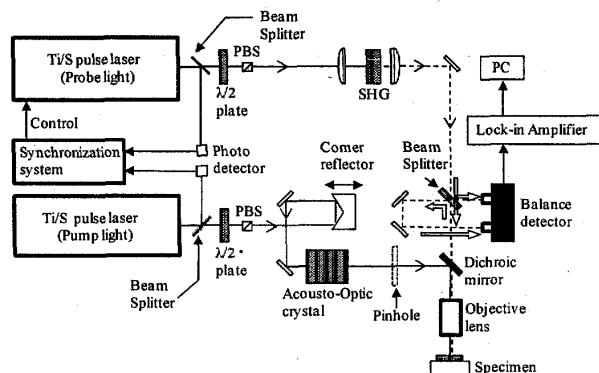 Beam
Splitter
Ti/S pulse laser
(Probe light)
PBS
λ/2
plate
SHG
PC
Control
Lock-in Amplifier
Synchronization
system
Photo
detector
Corner
reflector
Beam
Splitter
Balance
detector
Ti/S pulse laser
(Pump light)
PBS
λ/2
plate
Beam
Splitter
Acousto-Optic
crystal
Pinhole
Dichroic
mirror
Objective
lens
Specimen